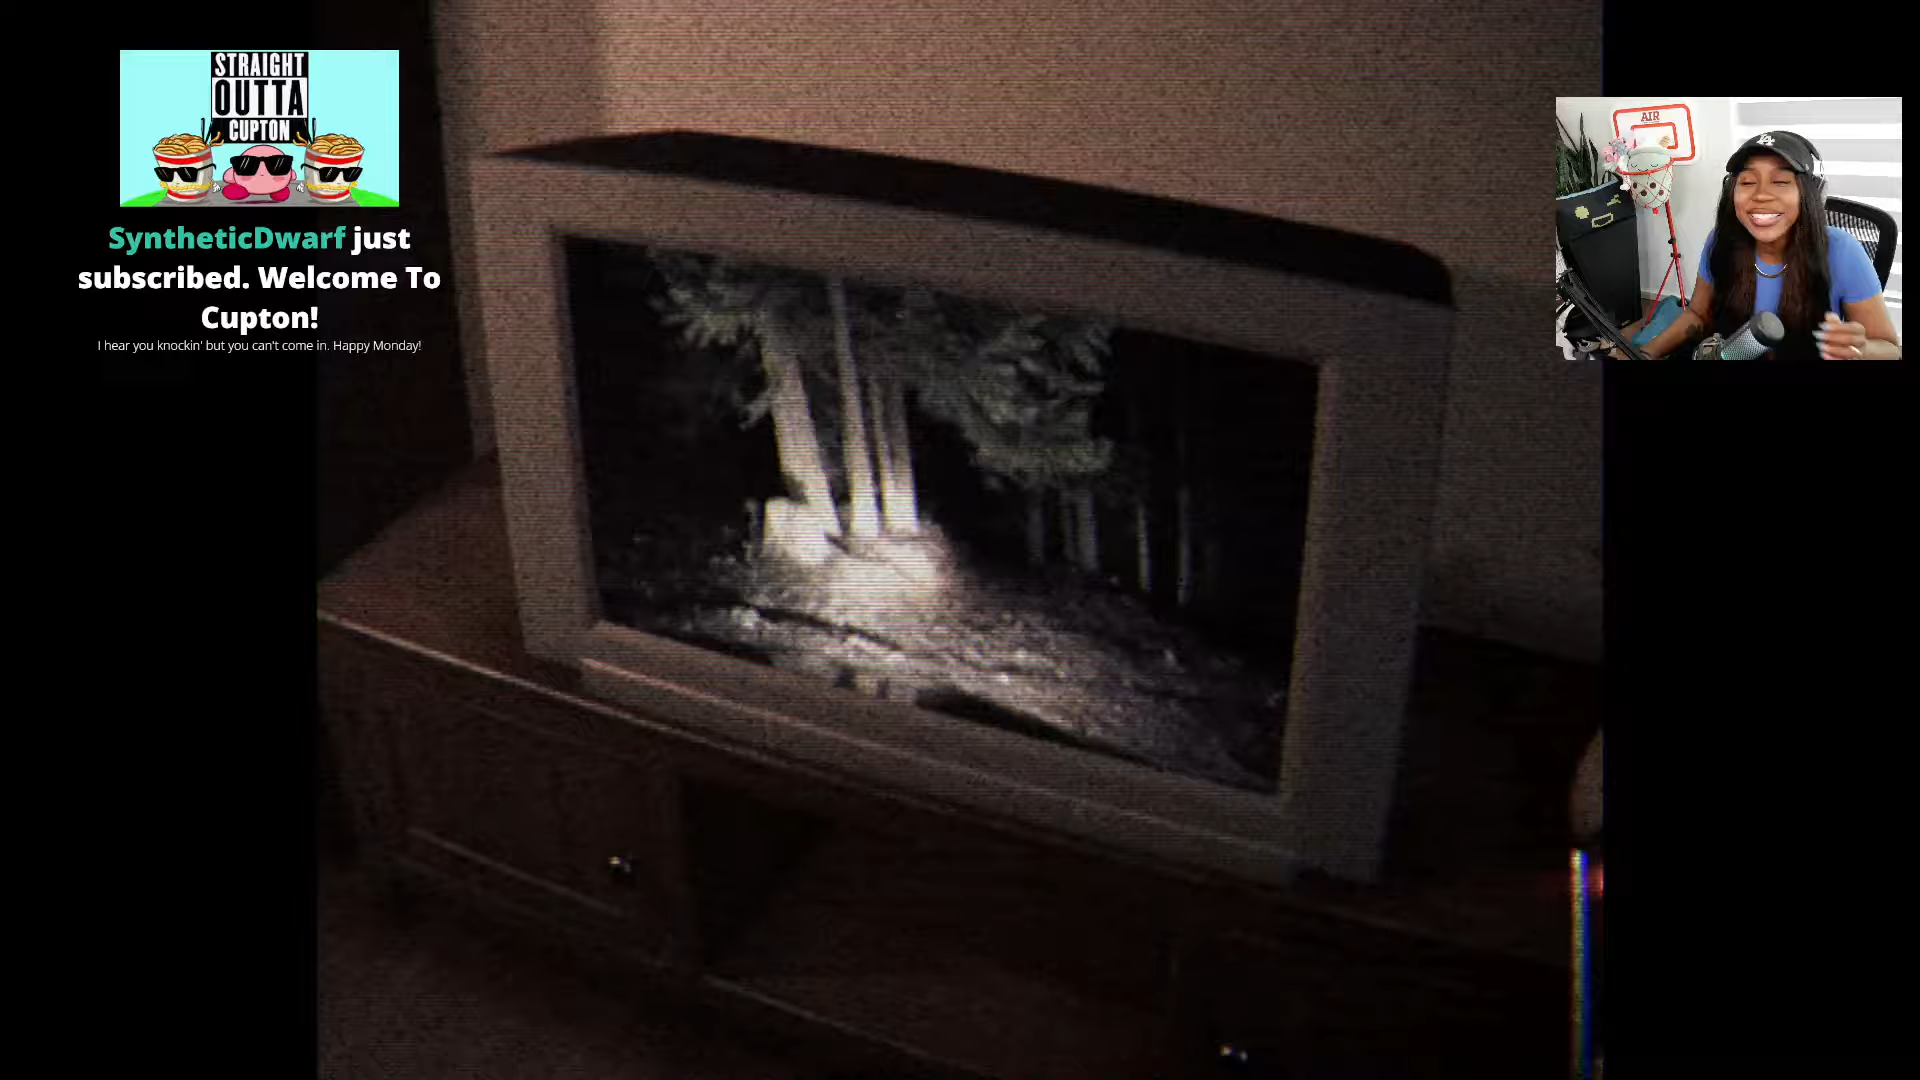 STRAIGHT
OUTTA
CUPTON
SyntheticDwarf just
subscribed. Welcome To
Cupton!
I hear you knockin' but you can't come in. Happy Monday!
AIR
LA